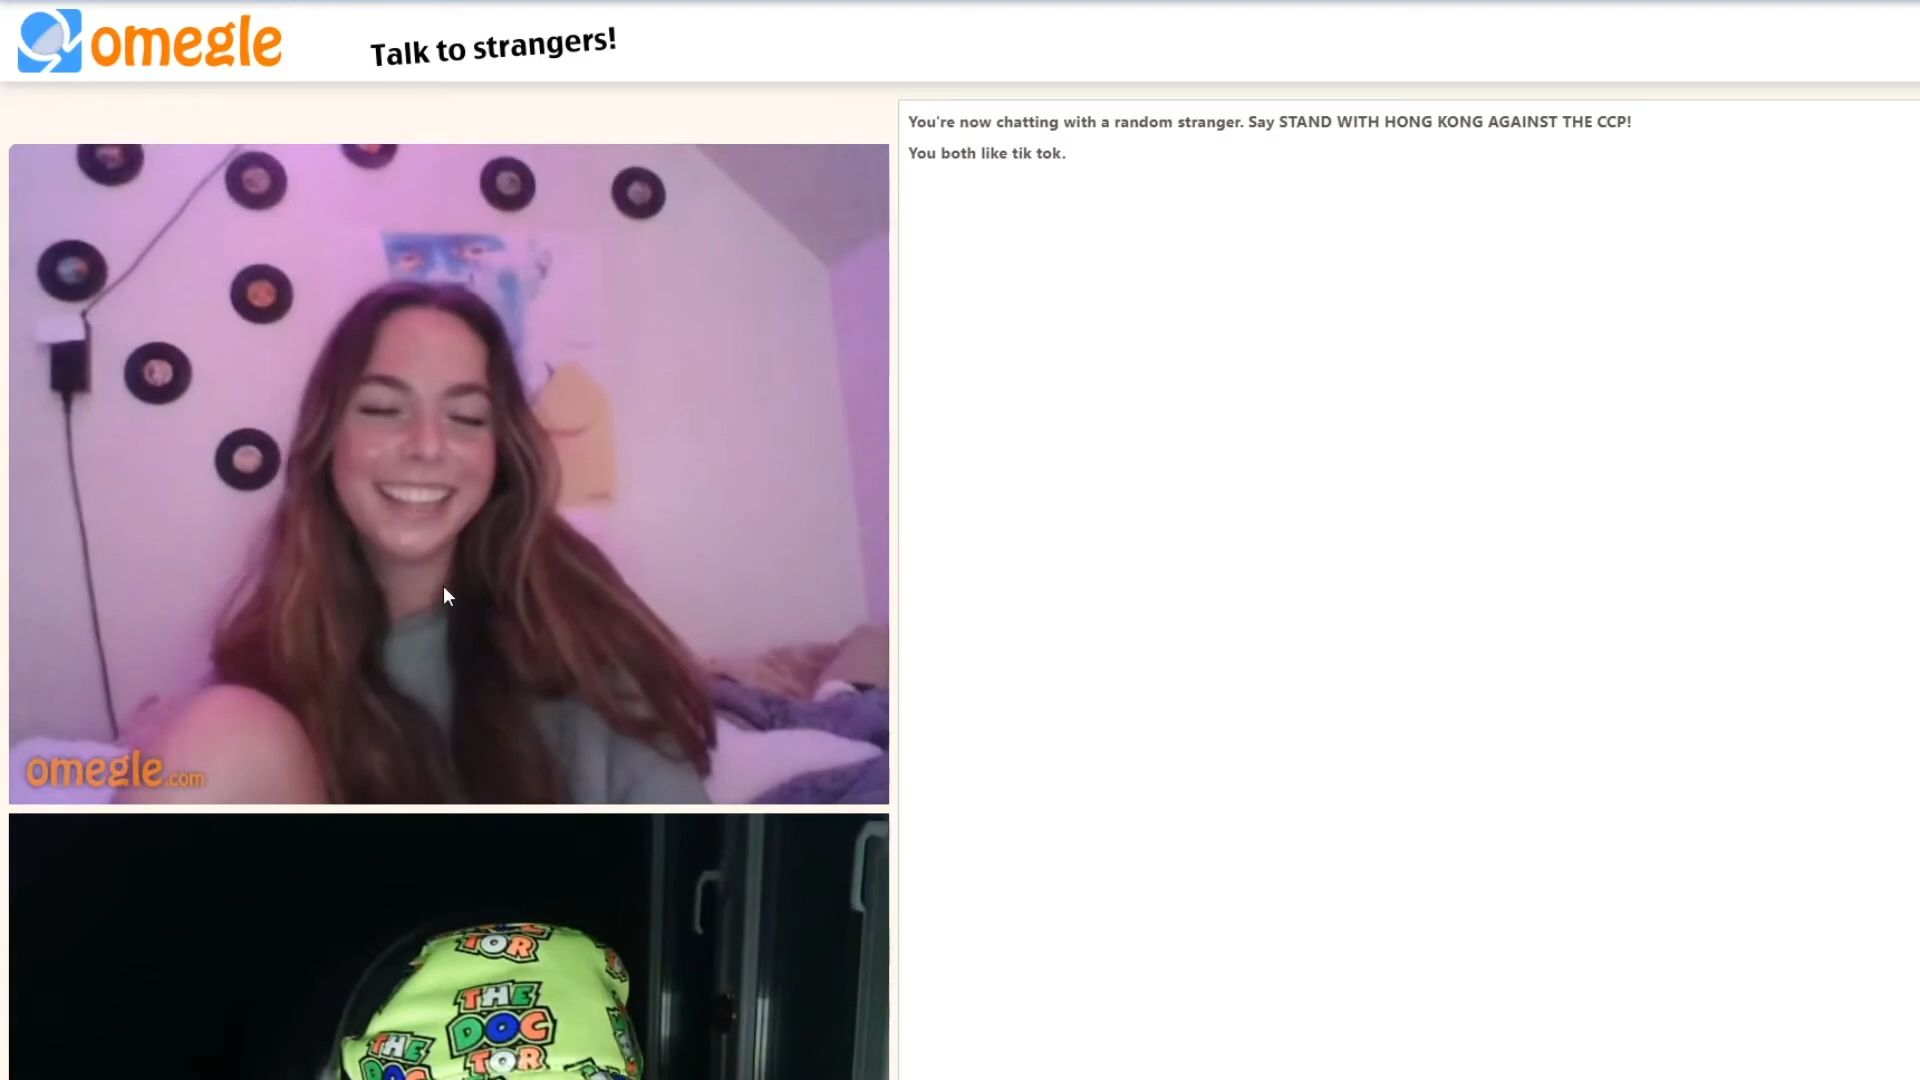 omegle
Talk to strangers!
You're now chatting with a random stranger. Say STAND WITH HONG KONG AGAINST THE CCP!
You both like tik tok.
omegle.com
TOR
THE
DOC
TOR
THE
DOC